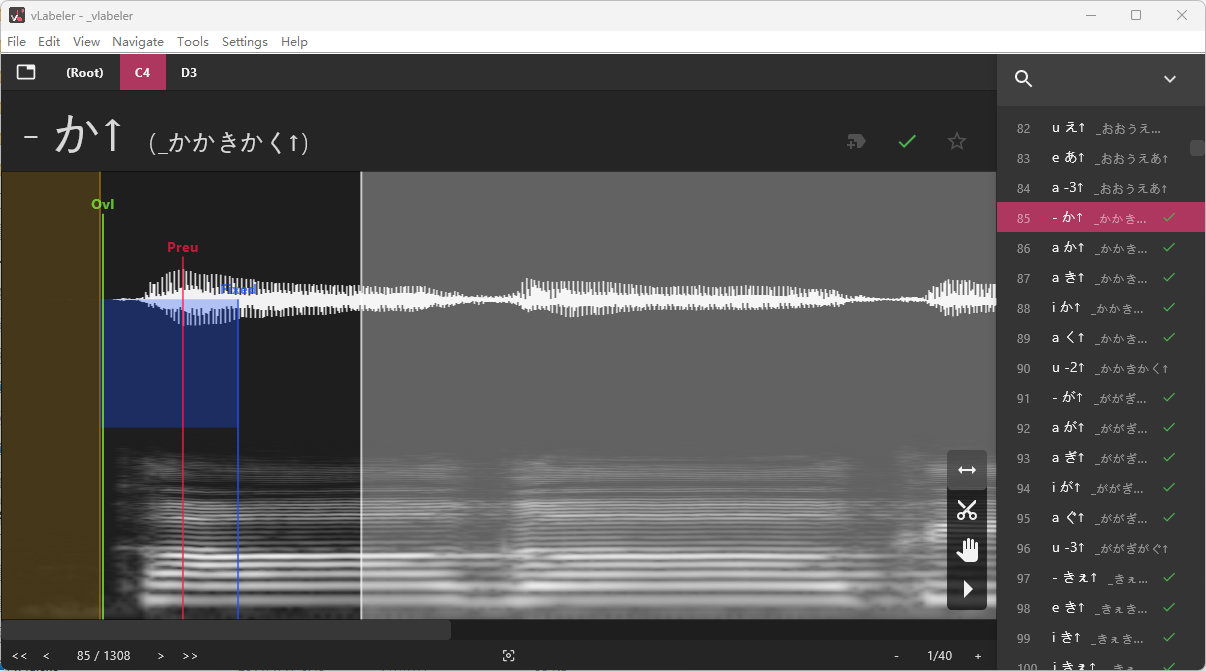 vLabeler - _vlabeler
File Edit View Navigate Tools Settings Help
(Root) C4 D3
- か↑ (_かかきかく↑)
Ovl
Preu
Fixed
82 u え↑ _おおうえ...
83 e あ↑ _おおうえあ↑
84 a -3↑ _おおうえあ↑
85 - か↑ _かかき...
86 a か↑ _かかき...
87 a き↑ _かかき...
88 i か↑ _かかき...
89 a く↑ _かかき...
90 u -2↑ _かかきかく↑
91 - が↑ _ががぎ...
92 a が↑ _ががぎ...
93 a ぎ↑ _ががぎ...
94 i が↑ _ががぎ...
95 a ぐ↑ _ががぎ...
96 u -3↑ _ががぎがぐ↑
97 - きぇ↑ _きぇ...
98 e き↑ _きぇき...
99 i き↑ _きぇき...
100 i きぇ↑ _きぇ...
<< < 85 / 1308 > >> - 1/40 +